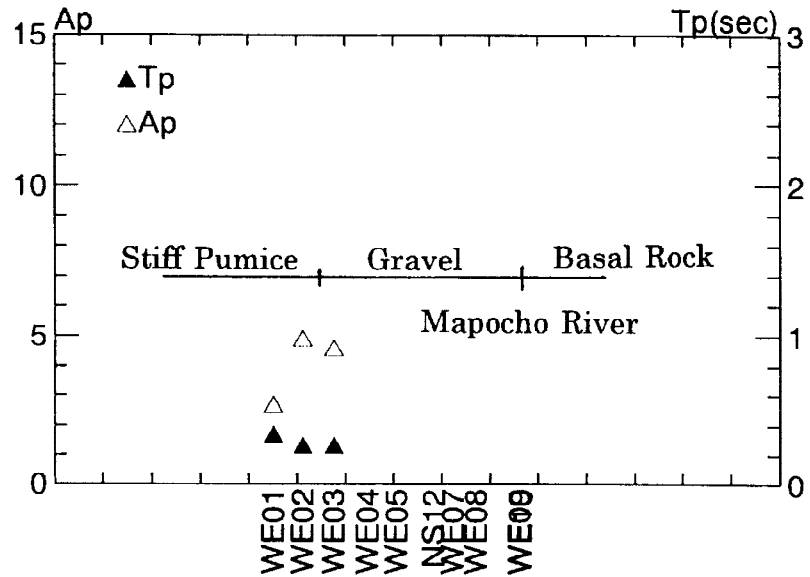 Ap Tp(sec)
15 3
▲Tp
△Ap
10 2
Stiff Pumice Gravel Basal Rock
Mapocho River
5 1
0 0
WE01
WE02
WE03
WE04
WE05
NS12
WE07
WE08